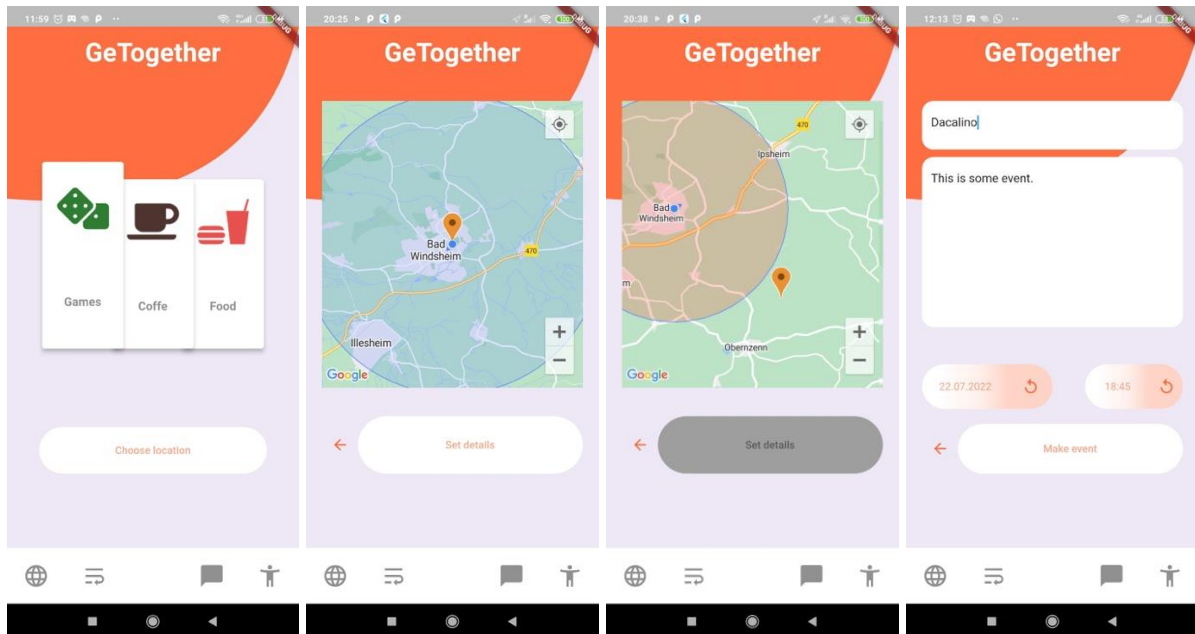 11:59
GeTogether
Games
Coffe
Food
Choose location
20:25
GeTogether
470
Bad
Windsheim
Illesheim
Google
Set details
20:38
GeTogether
470
Ipsheim
Bad
Windsheim
m
Obernzenn
Google
Set details
12:13
GeTogether
Dacalino
This is some event.
22.07.2022
18:45
Make event